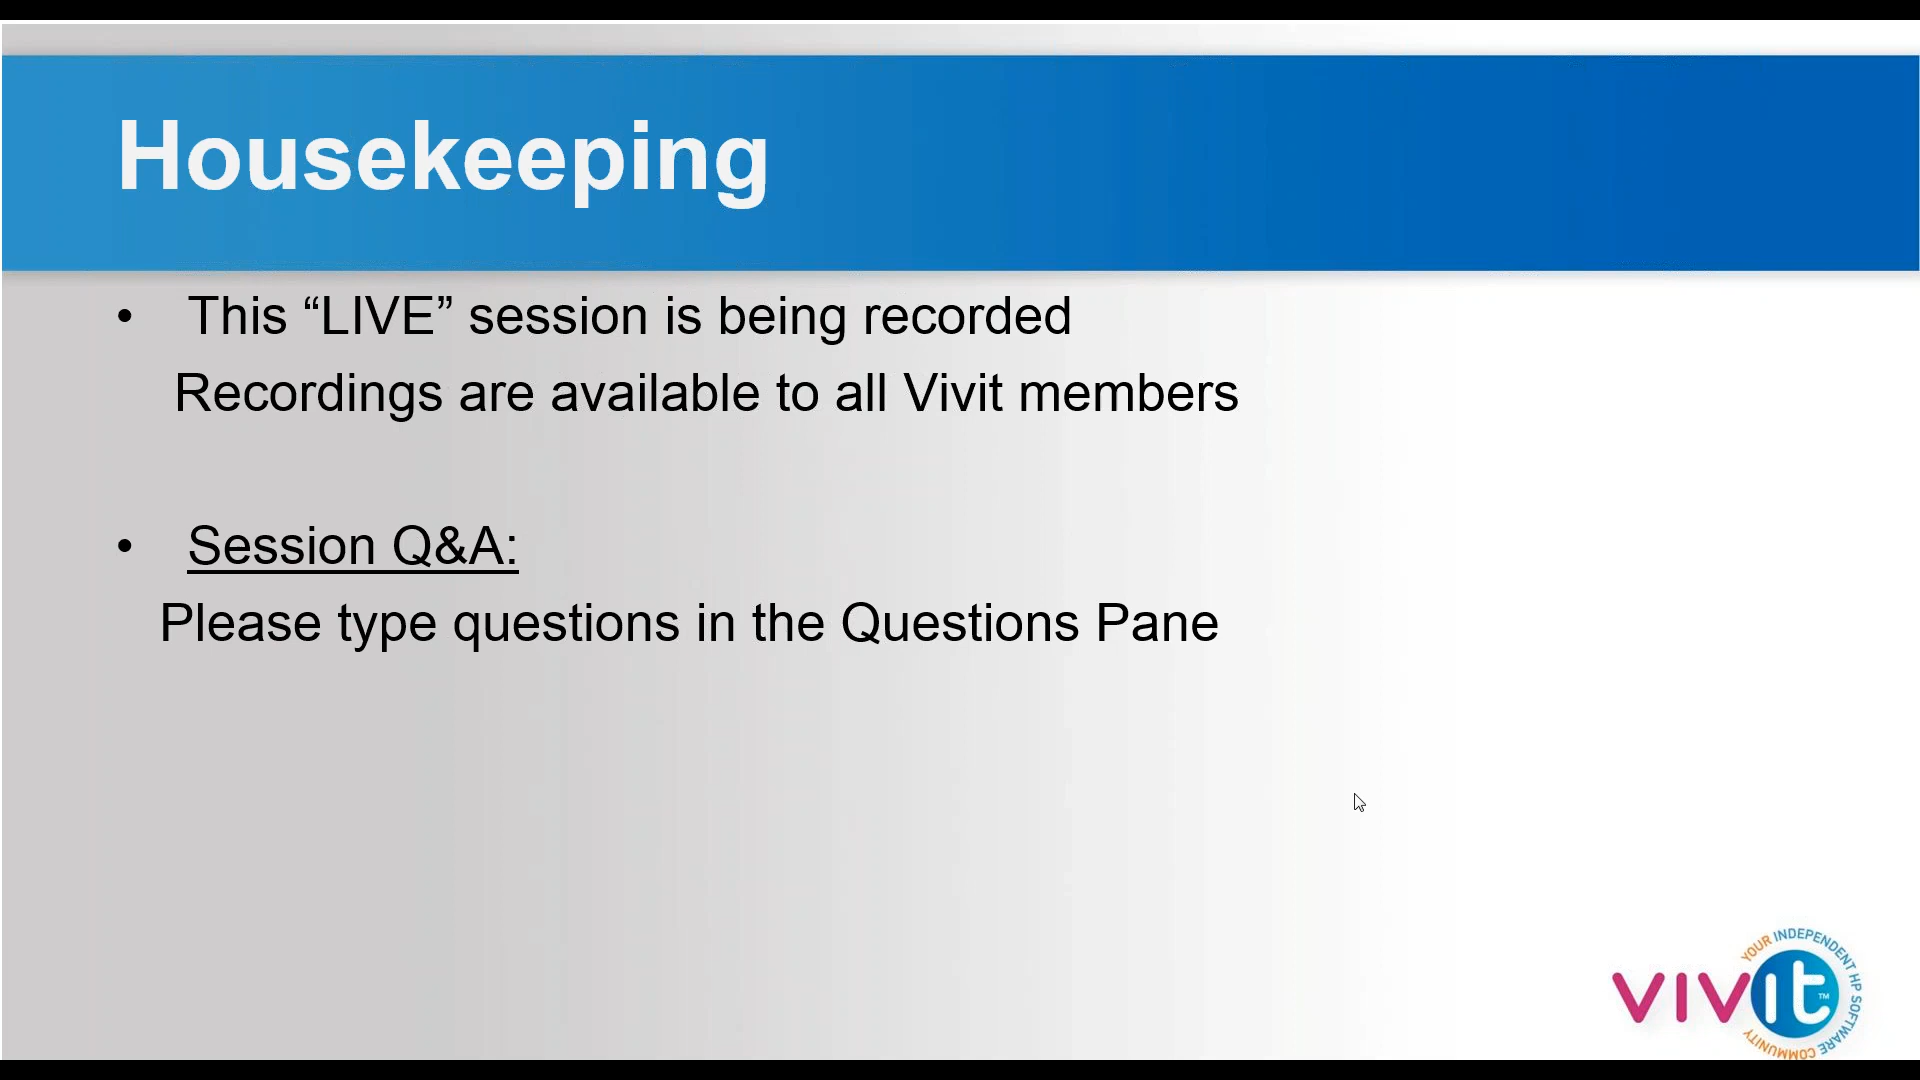 Housekeeping
• This “LIVE” session is being recorded
Recordings are available to all Vivit members
• Session Q&A:
Please type questions in the Questions Pane
YOUR INDEPENDENT HP SOFTWARE COMMUNITY
vivit™